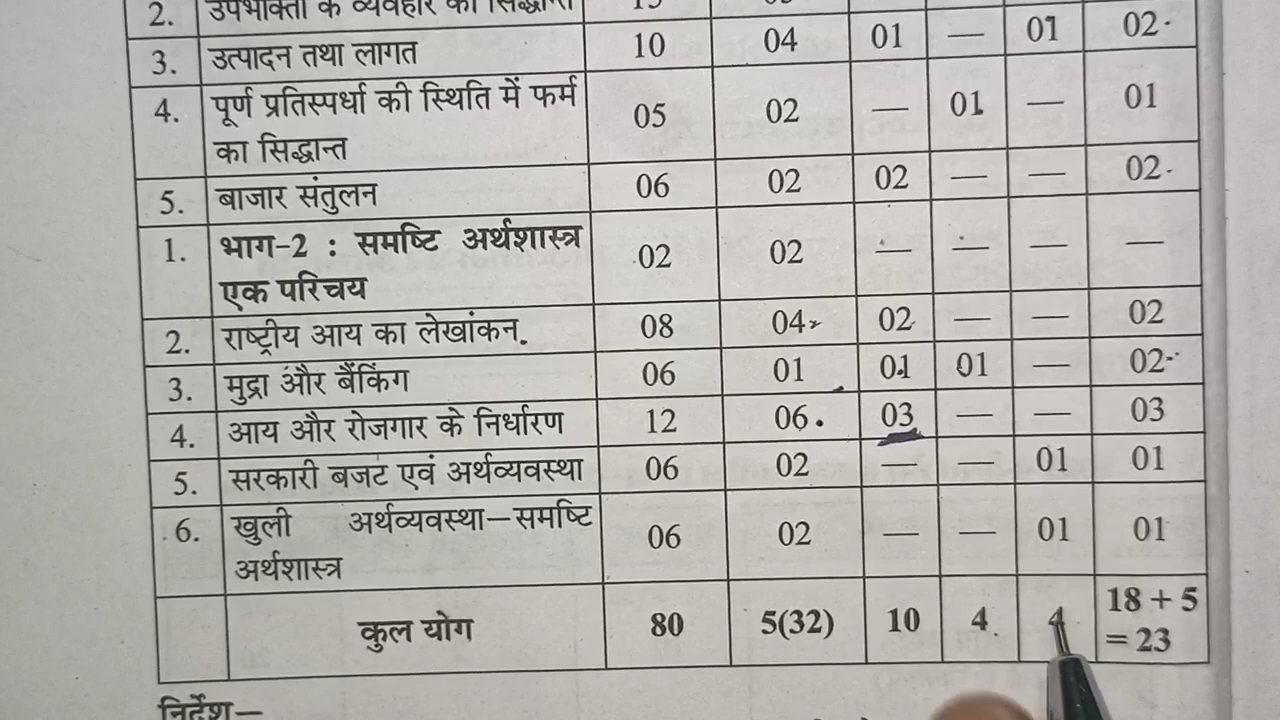 2. उपभोक्ता के व्यवहार का सिद्धान्त 15
3. उत्पादन तथा लागत 10 04 01 — 01 02
4. पूर्ण प्रतिस्पर्धा की स्थिति में फर्म 05 02 — 01 — 01
का सिद्धान्त
5. बाजार संतुलन 06 02 02 — — 02
1. भाग-2 : समष्टि अर्थशास्त्र 02 02 — — — —
एक परिचय
2. राष्ट्रीय आय का लेखांकन. 08 04 02 — — 02
3. मुद्रा और बैंकिंग 06 01 01 01 — 02
4. आय और रोजगार के निर्धारण 12 06 03 — — 03
5. सरकारी बजट एवं अर्थव्यवस्था 06 02 — 01 01
6. खुली अर्थव्यवस्था—समष्टि 06 02 — — 01 01
अर्थशास्त्र
कुल योग 80 5(32) 10 4 4 18 + 5
= 23
निर्देश—